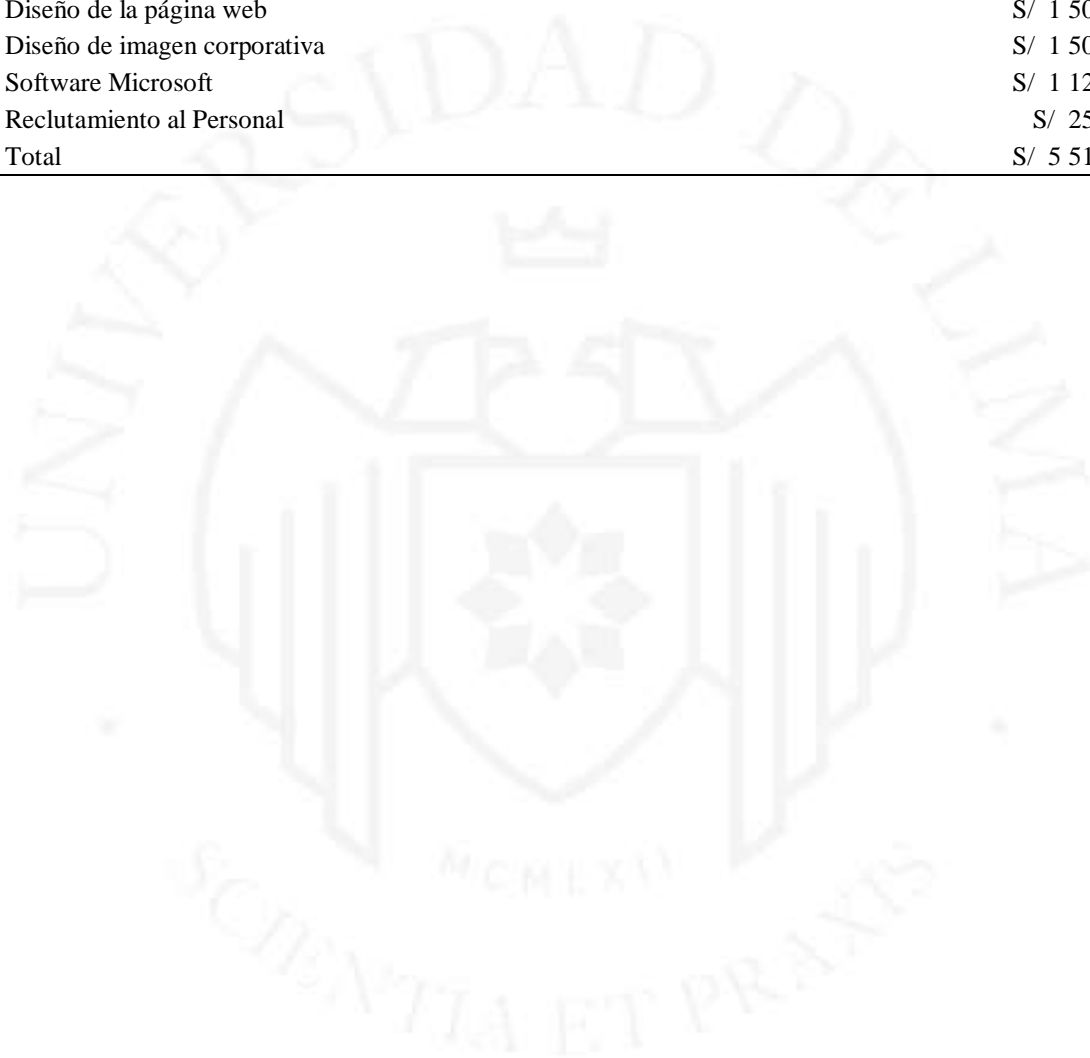 Diseño de la página web S/ 1 50
Diseño de imagen corporativa S/ 1 50
Software Microsoft S/ 1 12
Reclutamiento al Personal S/ 25
Total S/ 5 51
UNIVERSIDAD DE LIMA
MCMLXII
SCIENTIA ET PRAXIS